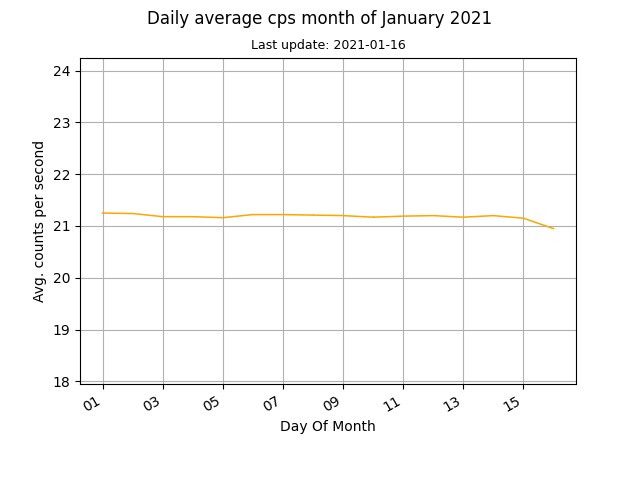 Daily average cps month of January 2021
Last update: 2021-01-16
24
23
22
21
20
19
18
Avg. counts per second
01 03 05 07 09 11 13 15
Day Of Month